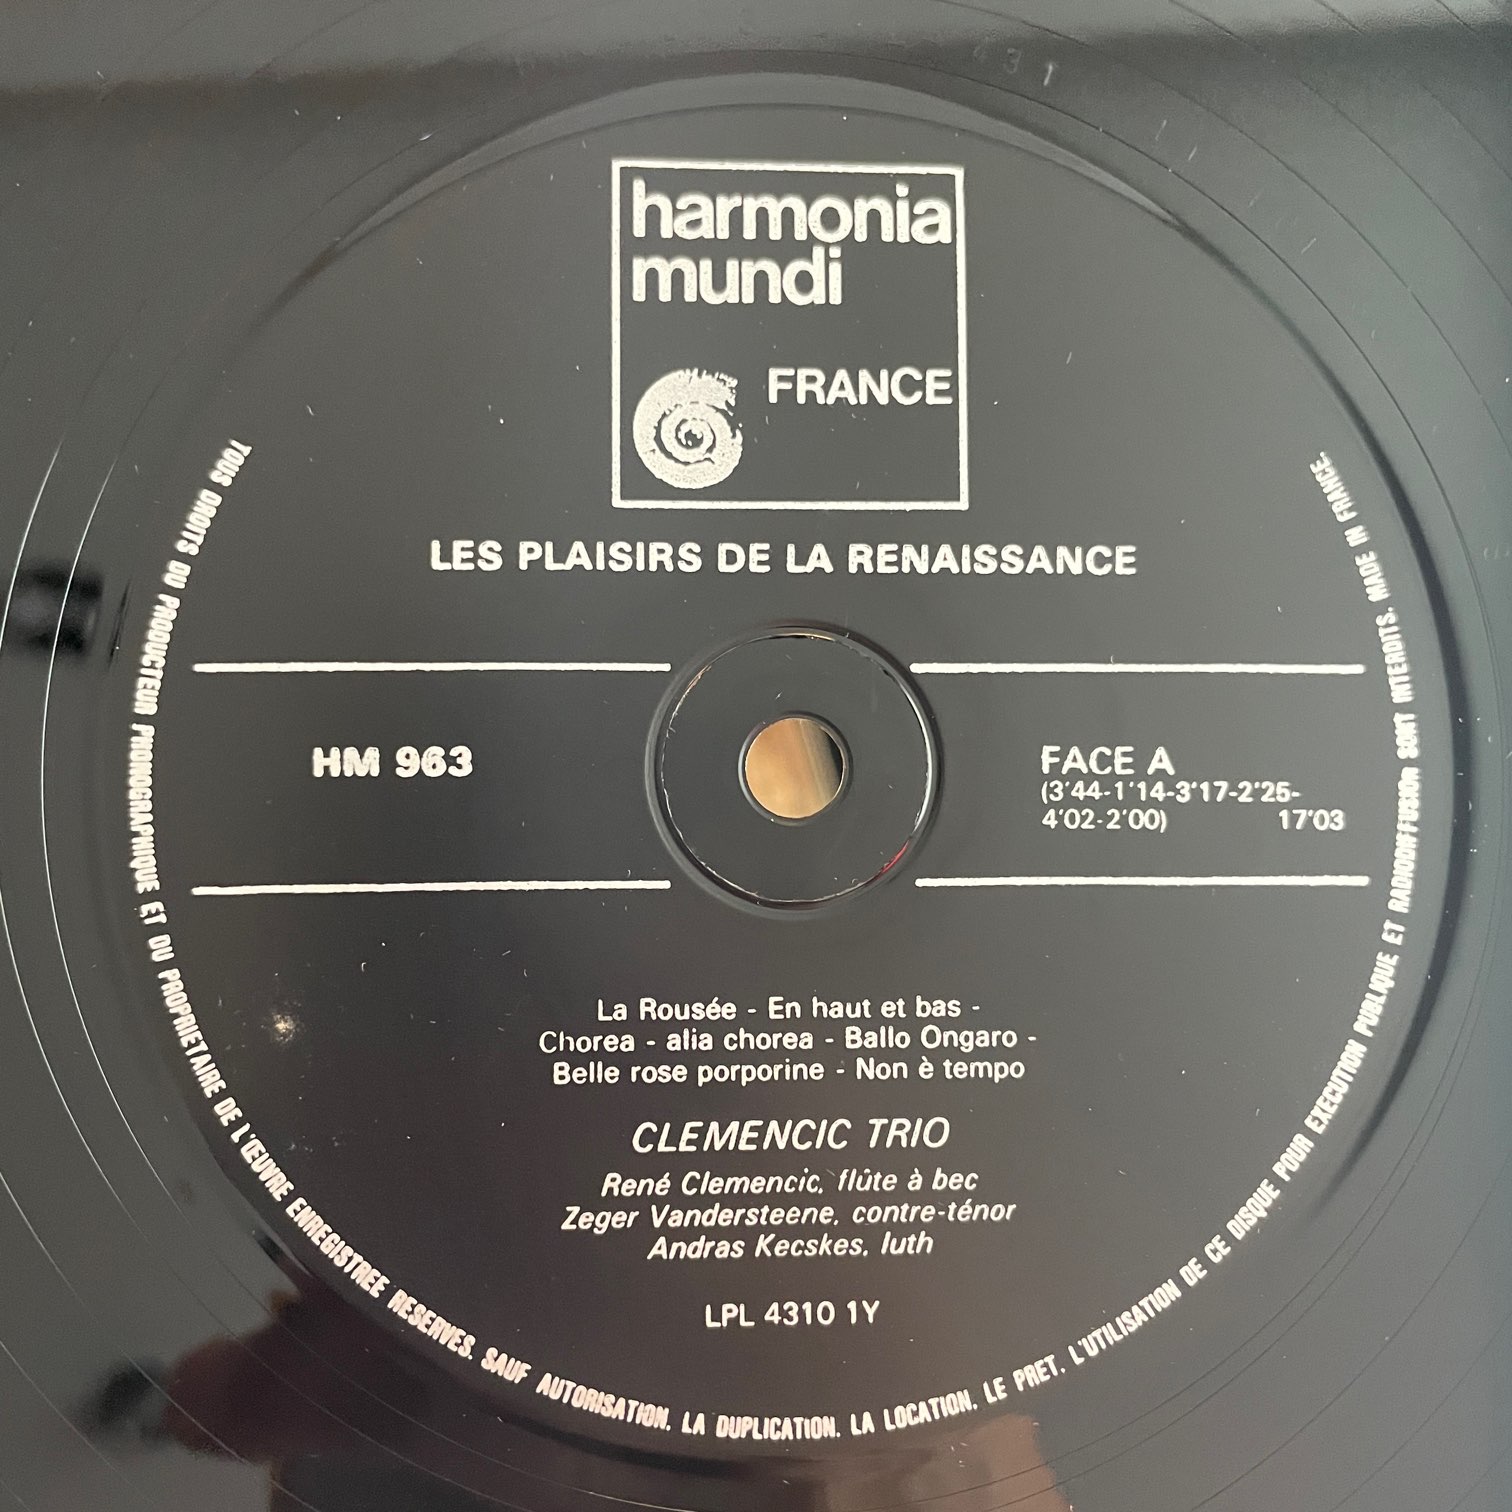 431
harmonia
mundi
FRANCE
LES PLAISIRS DE LA RENAISSANCE
HM 963
FACE A
(3'44-1'14-3'17-2'25-
4'02-2'00) 17'03
La Rousée - En haut et bas -
Chorea - alia chorea - Ballo Ongaro -
Belle rose porporine - Non è tempo
CLEMENCIC TRIO
René Clemencic, flûte à bec
Zeger Vandersteene, contre-ténor
Andras Kecskes, luth
LPL 4310 1Y
TOUS DROITS DU PRODUCTEUR PHONOGRAPHIQUE ET DU PROPRIETAIRE DE L'ŒUVRE ENREGISTREE RESERVES. SAUF AUTORISATION, LA DUPLICATION, LA LOCATION, LE PRET, L'UTILISATION DE CE DISQUE POUR EXECUTION PUBLIQUE ET RADIODIFFUSION SONT INTERDITS. MADE IN FRANCE.